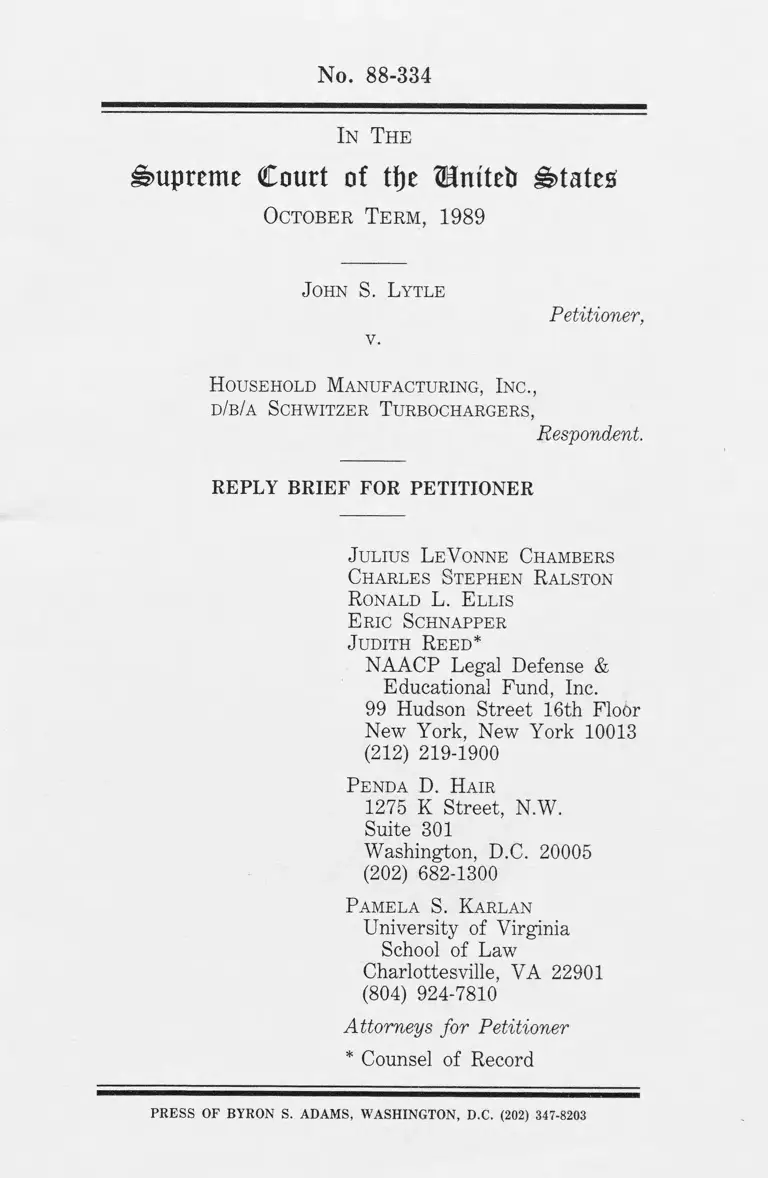 No. 88-334
IN THE
Supreme Court of the United States
OCTOBER TERM, 1989
JOHN S. LYTLE
Petitioner,
v.
HOUSEHOLD MANUFACTURING, INC.,
D/B/A SCHWITZER TURBOCHARGERS,
Respondent.
REPLY BRIEF FOR PETITIONER
JULIUS LEVONNE CHAMBERS
CHARLES STEPHEN RALSTON
RONALD L. ELLIS
ERIC SCHNAPPER
JUDITH REED*
NAACP Legal Defense &
Educational Fund, Inc.
99 Hudson Street 16th Floor
New York, New York 10013
(212) 219-1900
PENDA D. HAIR
1275 K Street, N.W.
Suite 301
Washington, D.C. 20005
(202) 682-1300
PAMELA S. KARLAN
University of Virginia
School of Law
Charlottesville, VA 22901
(804) 924-7810
Attorneys for Petitioner
* Counsel of Record
PRESS OF BYRON S. ADAMS, WASHINGTON, D.C. (202) 347-8203